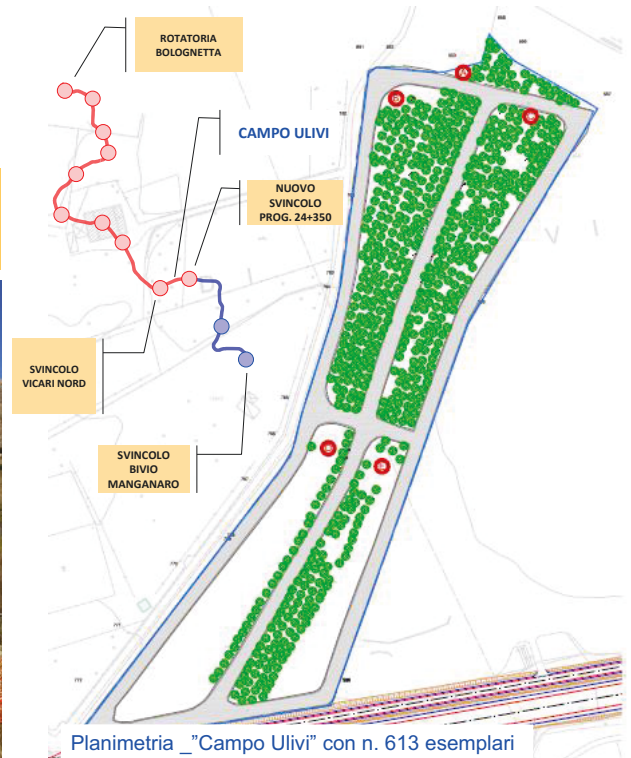 ROTATORIA
BOLOGNETTA
CAMPO ULIVI
NUOVO
SVINCOLO
PROG. 24+350
SVINCOLO
VICARI NORD
SVINCOLO
BIVIO
MANGANARO
Planimetria _"Campo Ulivi" con n. 613 esemplari